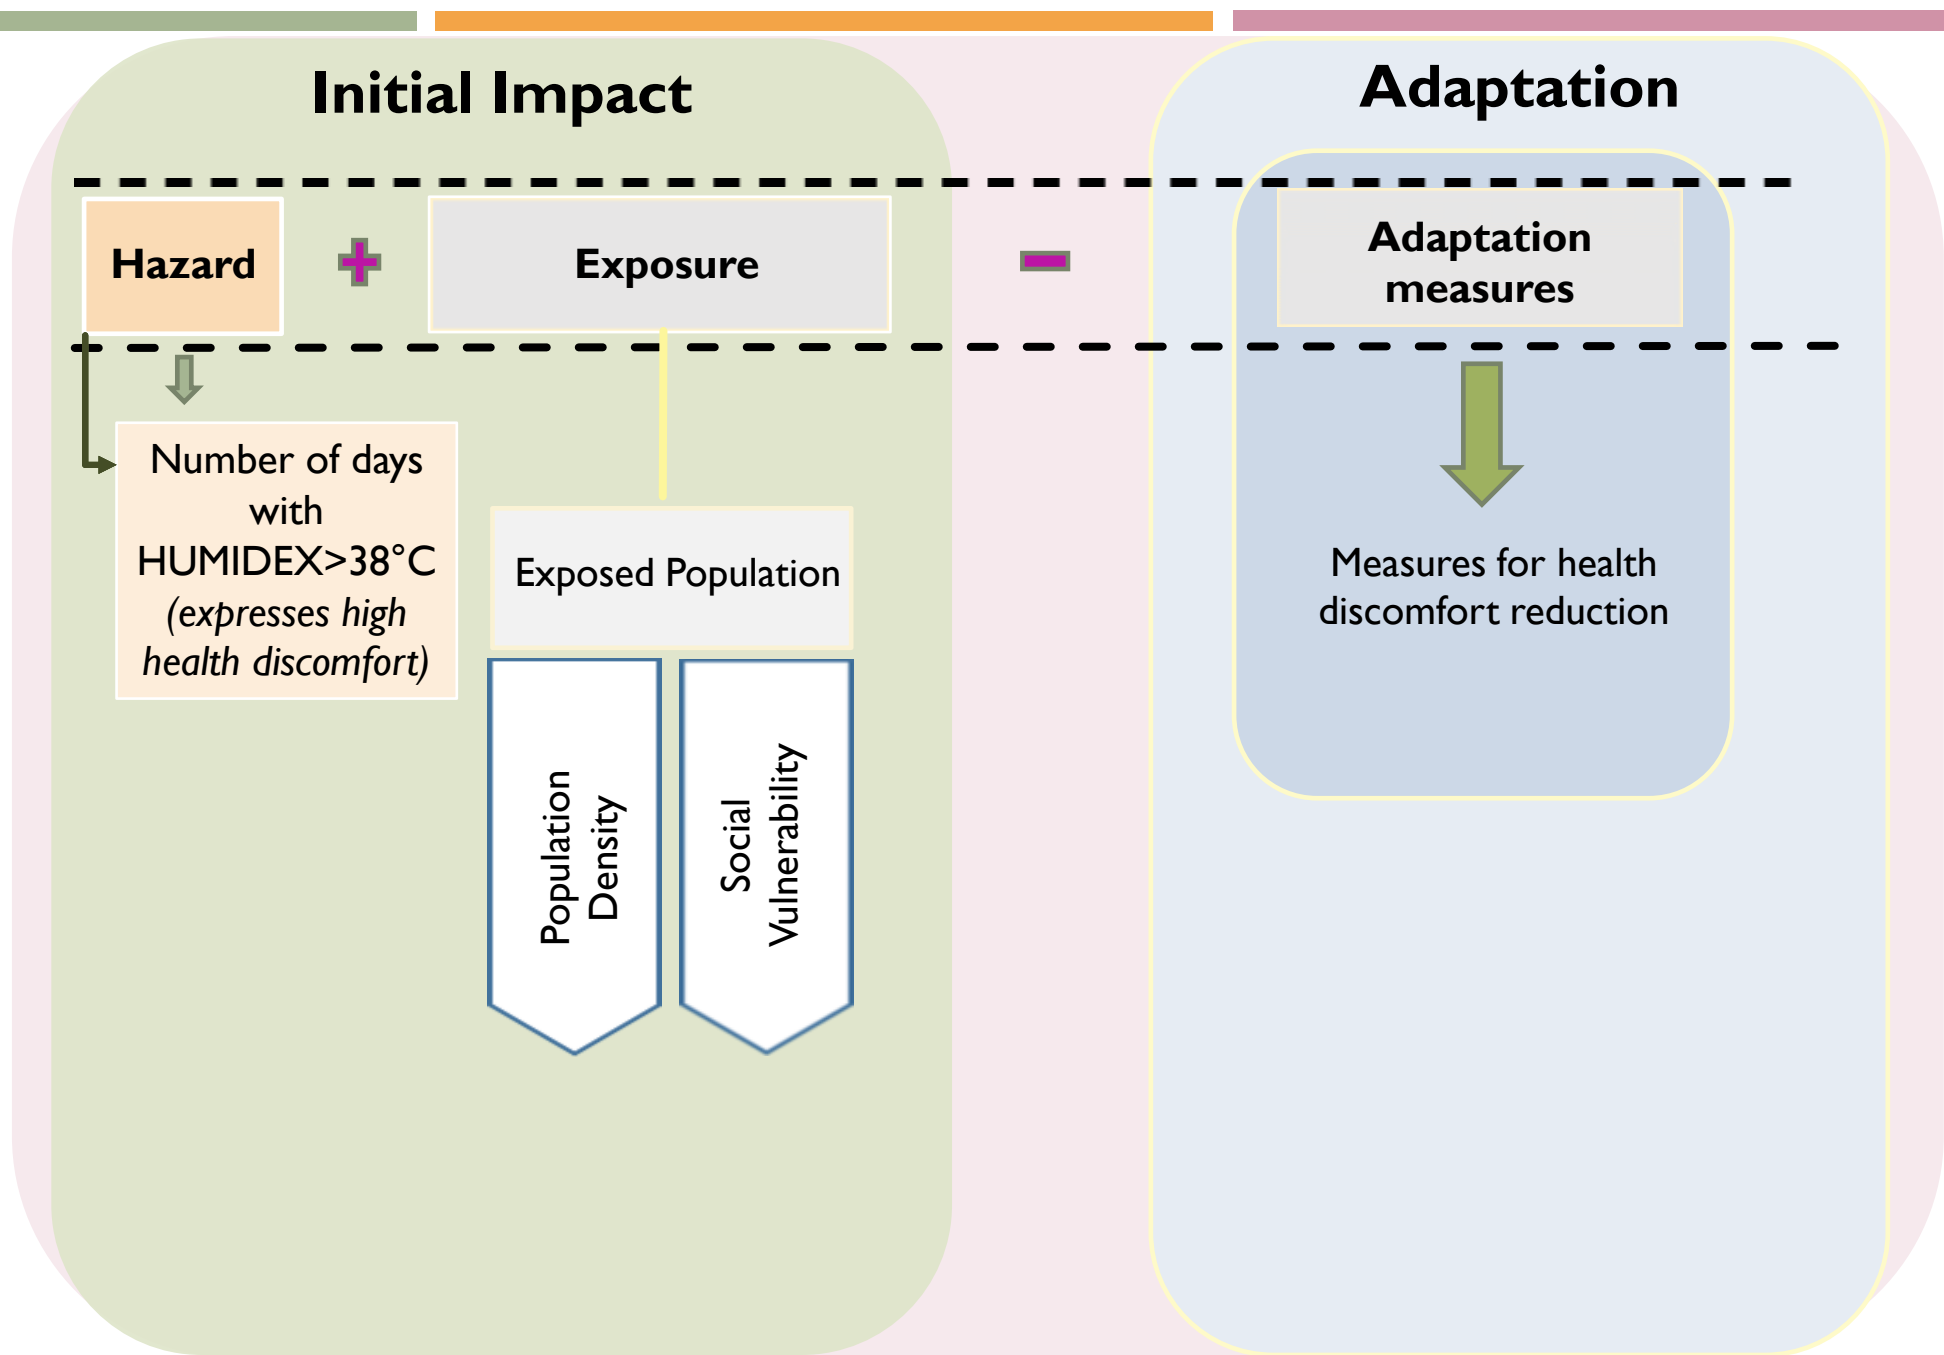 Initial Impact
Adaptation
Hazard
Exposure
Adaptation
measures
Number of days
with
HUMIDEX>38°C
(expresses high
health discomfort)
Exposed Population
Population
Density
Social
Vulnerability
Measures for health
discomfort reduction